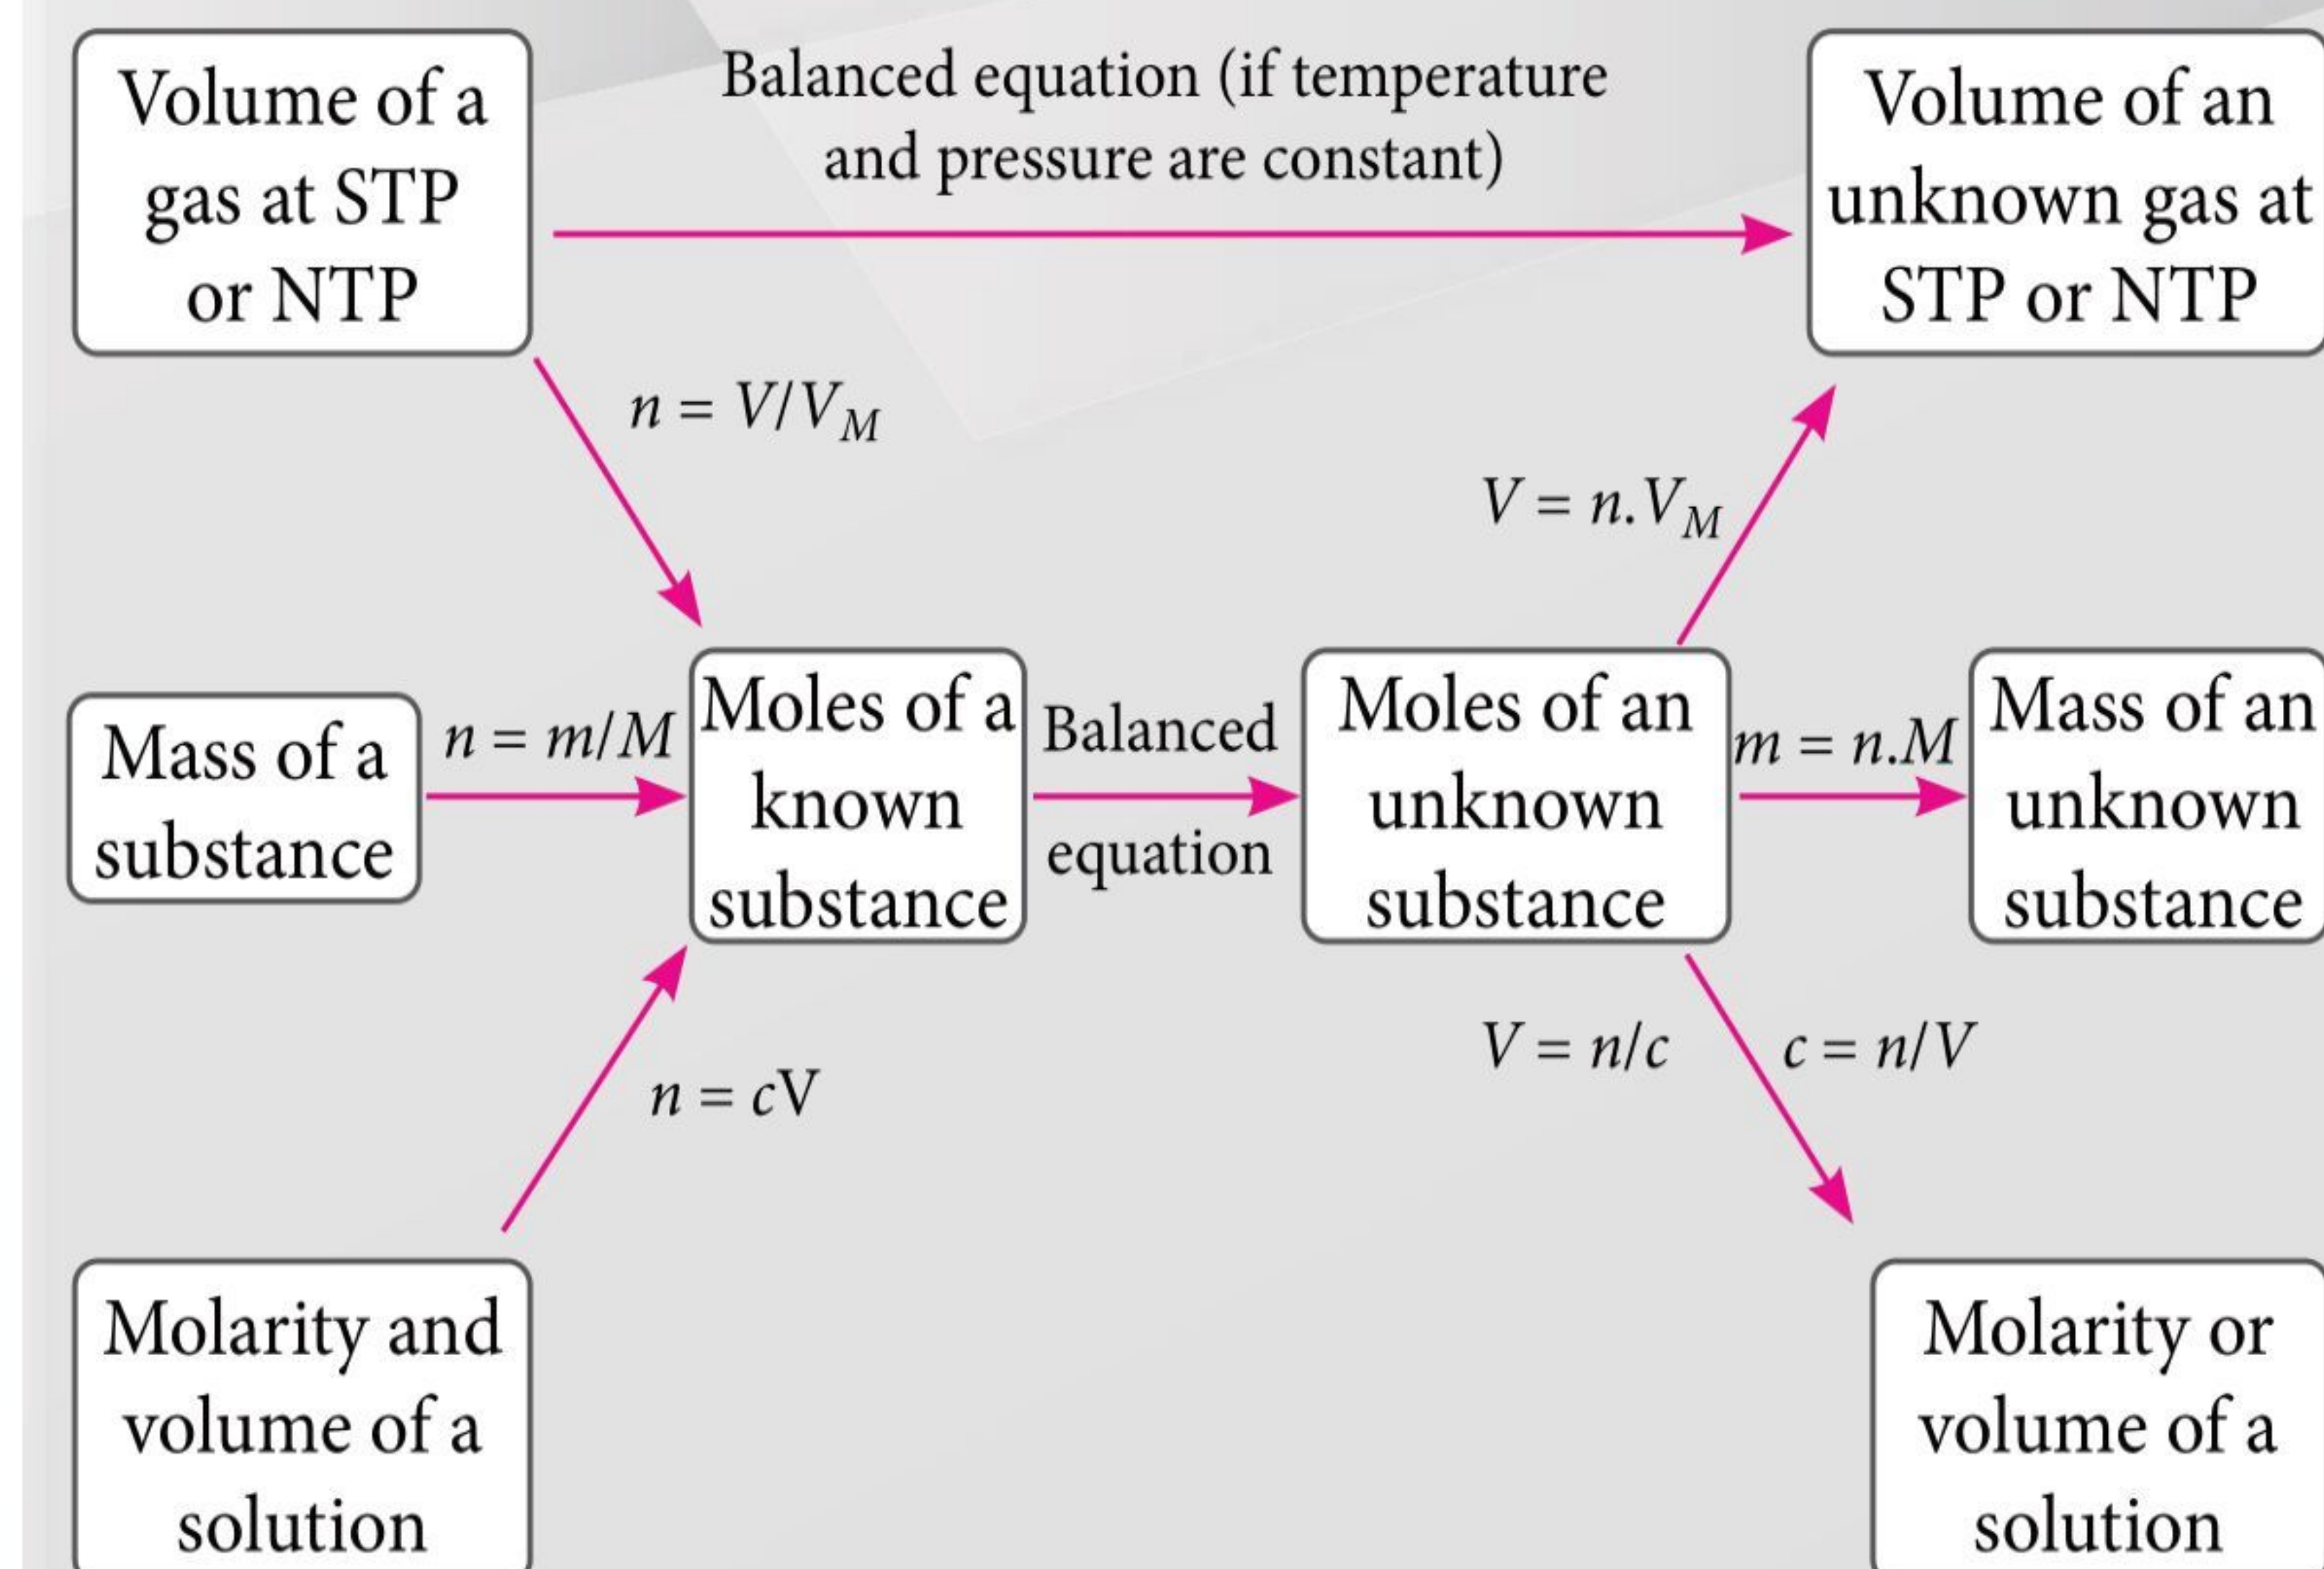 Volume of a
gas at STP
or NTP
Balanced equation (if temperature
and pressure are constant)
Volume of an
unknown gas at
STP or NTP
n = V/V_M
V = n.V_M
Mass of a
substance
n = m/M
Moles of a
known
substance
Balanced
equation
Moles of an
unknown
substance
m = n.M
Mass of an
unknown
substance
n = cV
V = n/c
c = n/V
Molarity and
volume of a
solution
Molarity or
volume of a
solution